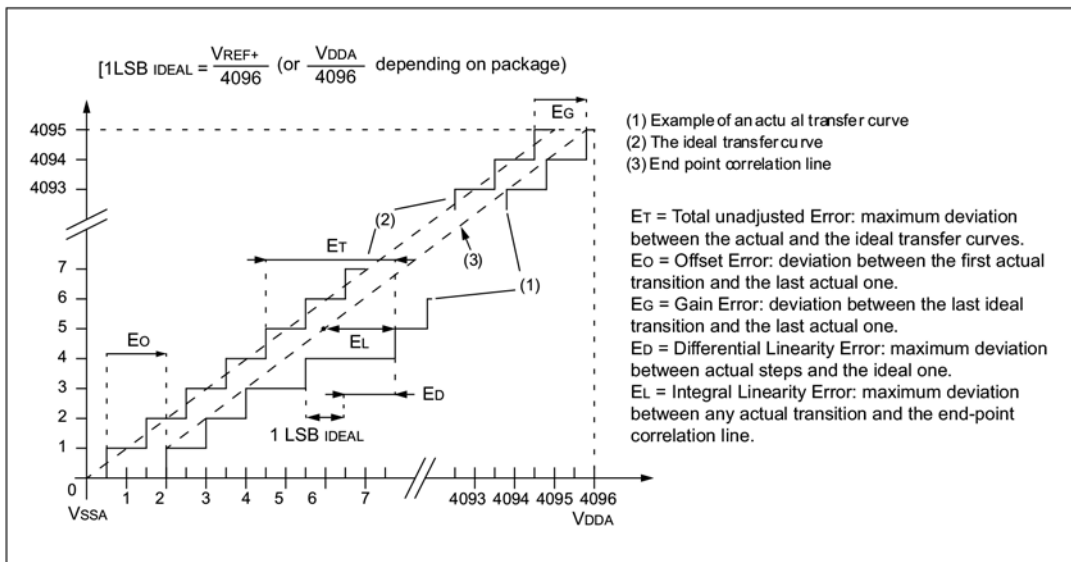 [1LSB IDEAL = VREF+ / 4096 (or VDDA / 4096 depending on package)
EG
4095
4094
4093
7
6
5
4
3
2
1
0
(2)
ET
(3)
(1)
EO
EL
ED
1 LSB IDEAL
1 2 3 4 5 6 7 4093 4094 4095 4096
VSSA
VDDA
(1) Example of an actu al transfer curve
(2) The ideal transfer curve
(3) End point correlation line
ET = Total unadjusted Error: maximum deviation
between the actual and the ideal transfer curves.
EO = Offset Error: deviation between the first actual
transition and the last actual one.
EG = Gain Error: deviation between the last ideal
transition and the last actual one.
ED = Differential Linearity Error: maximum deviation
between actual steps and the ideal one.
EL = Integral Linearity Error: maximum deviation
between any actual transition and the end-point
correlation line.